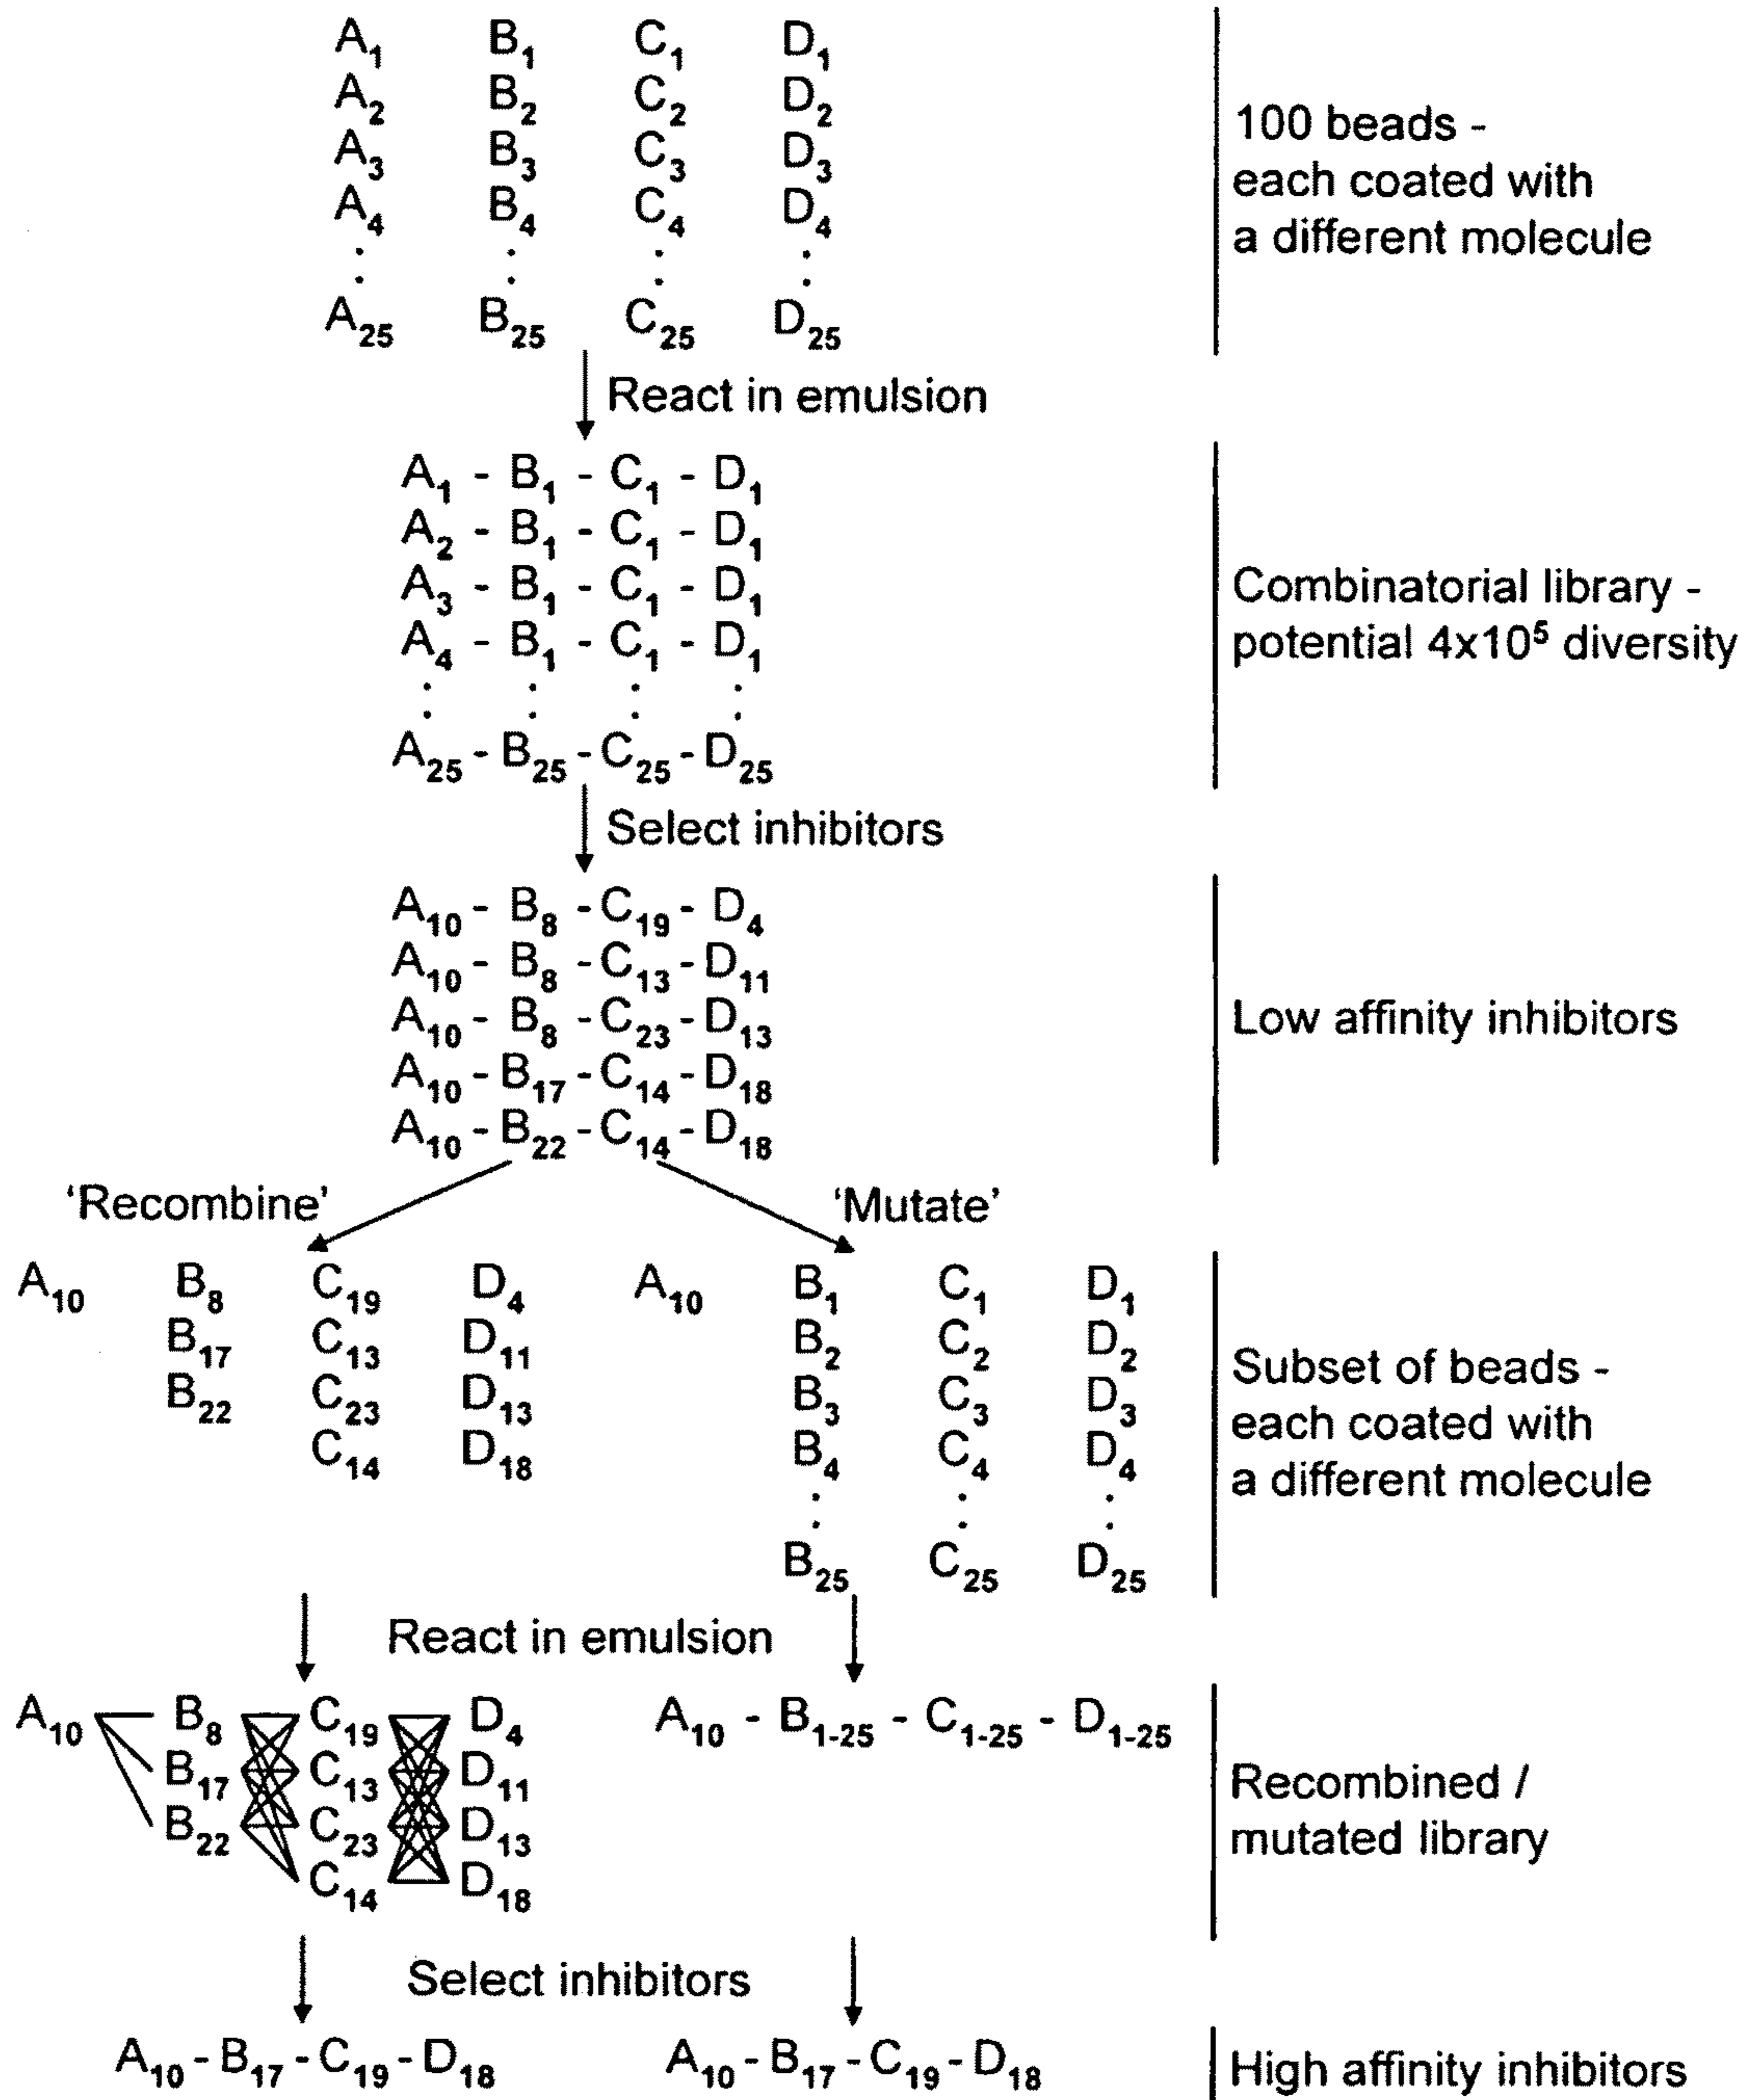 A₁ B₁ C₁ D₁
A₂ B₂ C₂ D₂
A₃ B₃ C₃ D₃
A₄ B₄ C₄ D₄
: : : :
A₂₅ B₂₅ C₂₅ D₂₅
100 beads -
each coated with
a different molecule
React in emulsion
A₁ - B₁ - C₁ - D₁
A₂ - B₁ - C₁ - D₁
A₃ - B₁ - C₁ - D₁
A₄ - B₁ - C₁ - D₁
: : : :
A₂₅ - B₂₅ - C₂₅ - D₂₅
Combinatorial library -
potential 4x10⁵ diversity
Select inhibitors
A₁₀ - B₈ - C₁₉ - D₄
A₁₀ - B₈ - C₁₃ - D₁₁
A₁₀ - B₈ - C₂₃ - D₁₃
A₁₀ - B₁₇ - C₁₄ - D₁₈
A₁₀ - B₂₂ - C₁₄ - D₁₈
Low affinity inhibitors
‘Recombine’
‘Mutate’
A₁₀ B₈ C₁₉ D₄
B₁₇ C₁₃ D₁₁
B₂₂ C₂₃ D₁₃
C₁₄ D₁₈
A₁₀ B₁ C₁ D₁
B₂ C₂ D₂
B₃ C₃ D₃
B₄ C₄ D₄
: : :
B₂₅ C₂₅ D₂₅
Subset of beads -
each coated with
a different molecule
React in emulsion
A₁₀ B₈ C₁₉ D₄
B₁₇ C₁₃ D₁₁
B₂₂ C₂₃ D₁₃
C₁₄ D₁₈
A₁₀ - B₁₋₂₅ - C₁₋₂₅ - D₁₋₂₅
Recombined /
mutated library
Select inhibitors
A₁₀ - B₁₇ - C₁₉ - D₁₈
A₁₀ - B₁₇ - C₁₉ - D₁₈
High affinity inhibitors